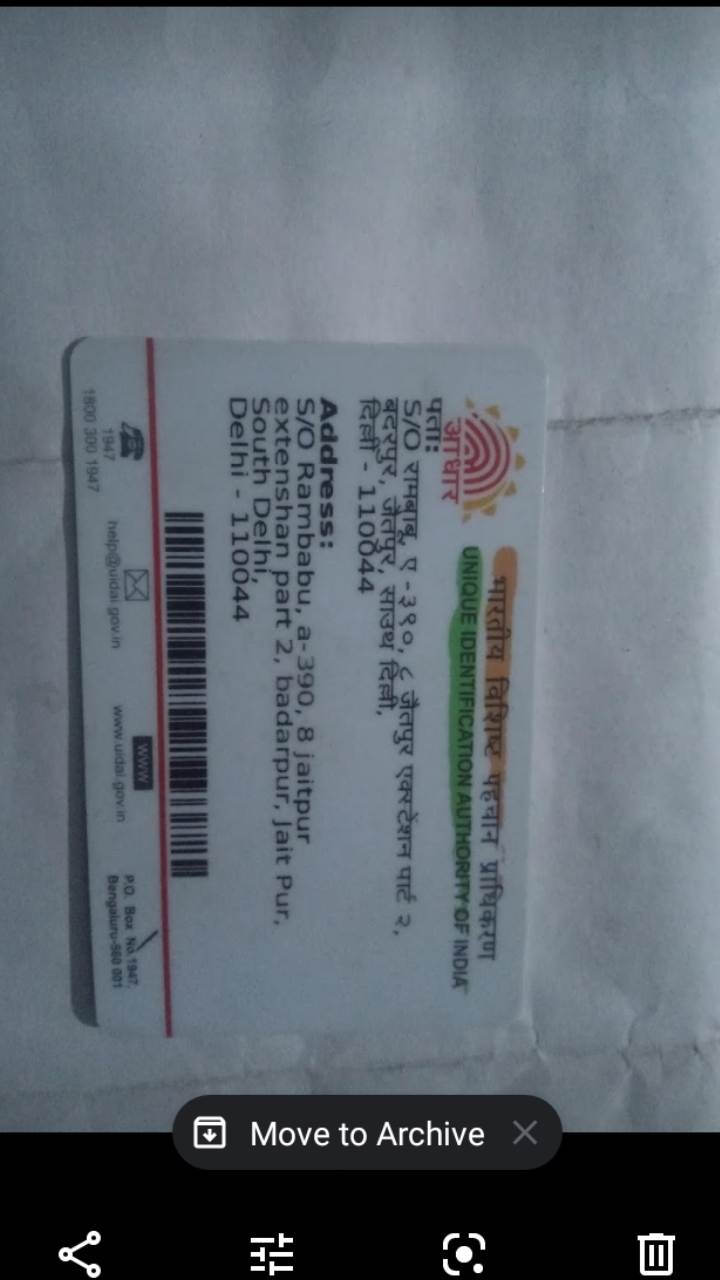 भारतीय विशिष्ट पहचान प्राधिकरण
UNIQUE IDENTIFICATION AUTHORITY OF INDIA
आधार
पता:
S/O रामबाबू, ए -३९०, ८ जैतपुर एक्स्टेंशन पार्ट २,
बदरपुर, जैतपुर, साउथ दिल्ली,
दिल्ली - 110044
Address:
S/O Rambabu, a-390, 8 jaitpur
extenshan part 2, badarpur, Jait Pur,
South Delhi,
Delhi - 110044
1947
1800 300 1947
help@uidai.gov.in
www
www.uidai.gov.in
P.O. Box No.1947,
Bengaluru-560 001
Move to Archive